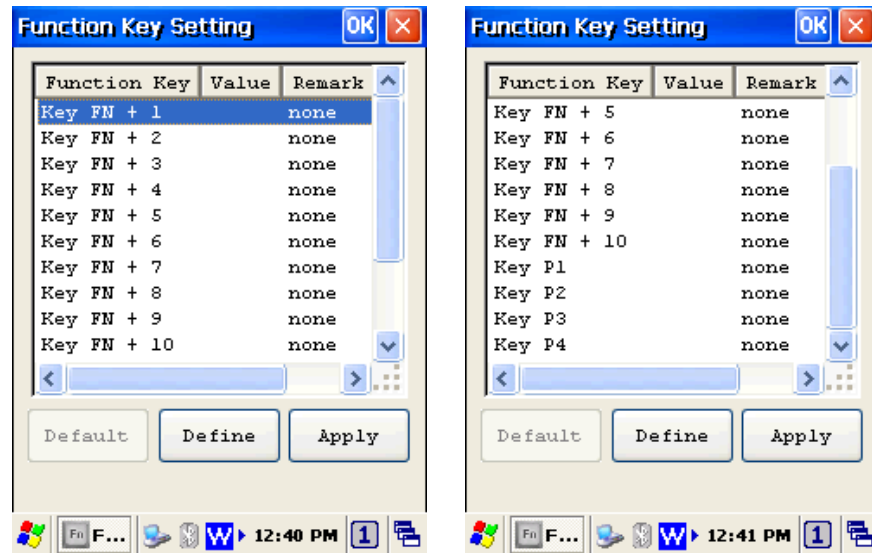 Function Key Setting OK
Function Key Value Remark
Key FN + 1 none
Key FN + 2 none
Key FN + 3 none
Key FN + 4 none
Key FN + 5 none
Key FN + 6 none
Key FN + 7 none
Key FN + 8 none
Key FN + 9 none
Key FN + 10 none
Default Define Apply
Fn F... W 12:40 PM 1
Function Key Setting OK
Function Key Value Remark
Key FN + 5 none
Key FN + 6 none
Key FN + 7 none
Key FN + 8 none
Key FN + 9 none
Key FN + 10 none
Key P1 none
Key P2 none
Key P3 none
Key P4 none
Default Define Apply
Fn F... W 12:41 PM 1